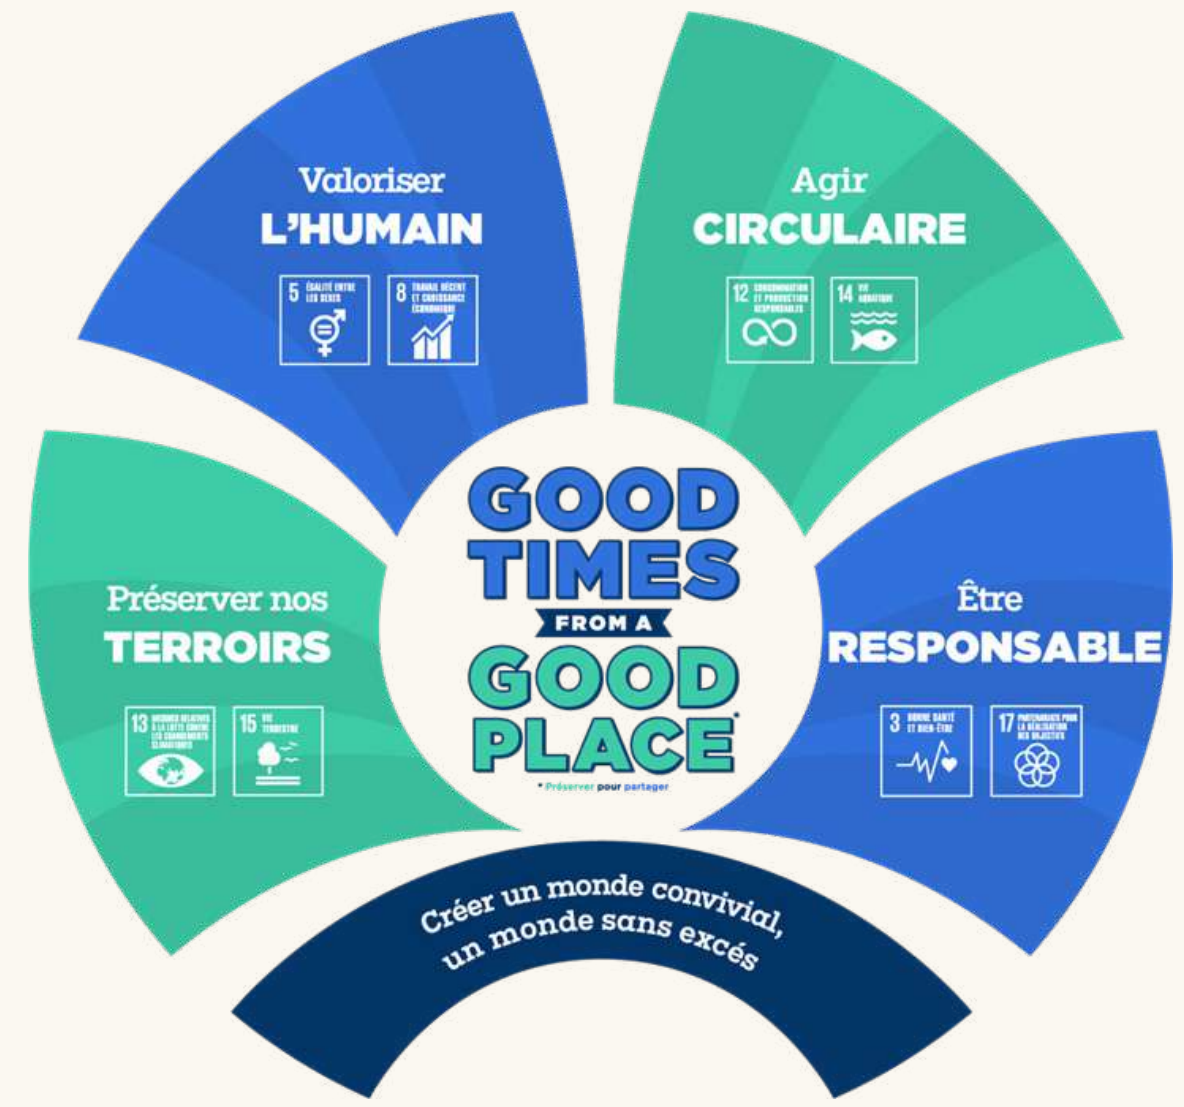 Valoriser
L'HUMAIN
5 ÉGALITÉ ENTRE
LES SEXES
8 TRAVAIL DÉCENT
ET CROISSANCE
ÉCONOMIQUE
Agir
CIRCULAIRE
12 CONSOMMATION
ET PRODUCTION
RESPONSABLES
14 VIE
AQUATIQUE
Préserver nos
TERROIRS
13 MESURES RELATIVES
À LA LUTTE CONTRE
LES CHANGEMENTS
CLIMATIQUES
15 VIE
TERRESTRE
GOOD
TIMES
FROM A
GOOD
PLACE*
* Préserver pour partager
Être
RESPONSABLE
3 BONNE SANTÉ
ET BIEN-ÊTRE
17 PARTENARIATS POUR
LA RÉALISATION
DES OBJECTIFS
Créer un monde convivial,
un monde sans excés